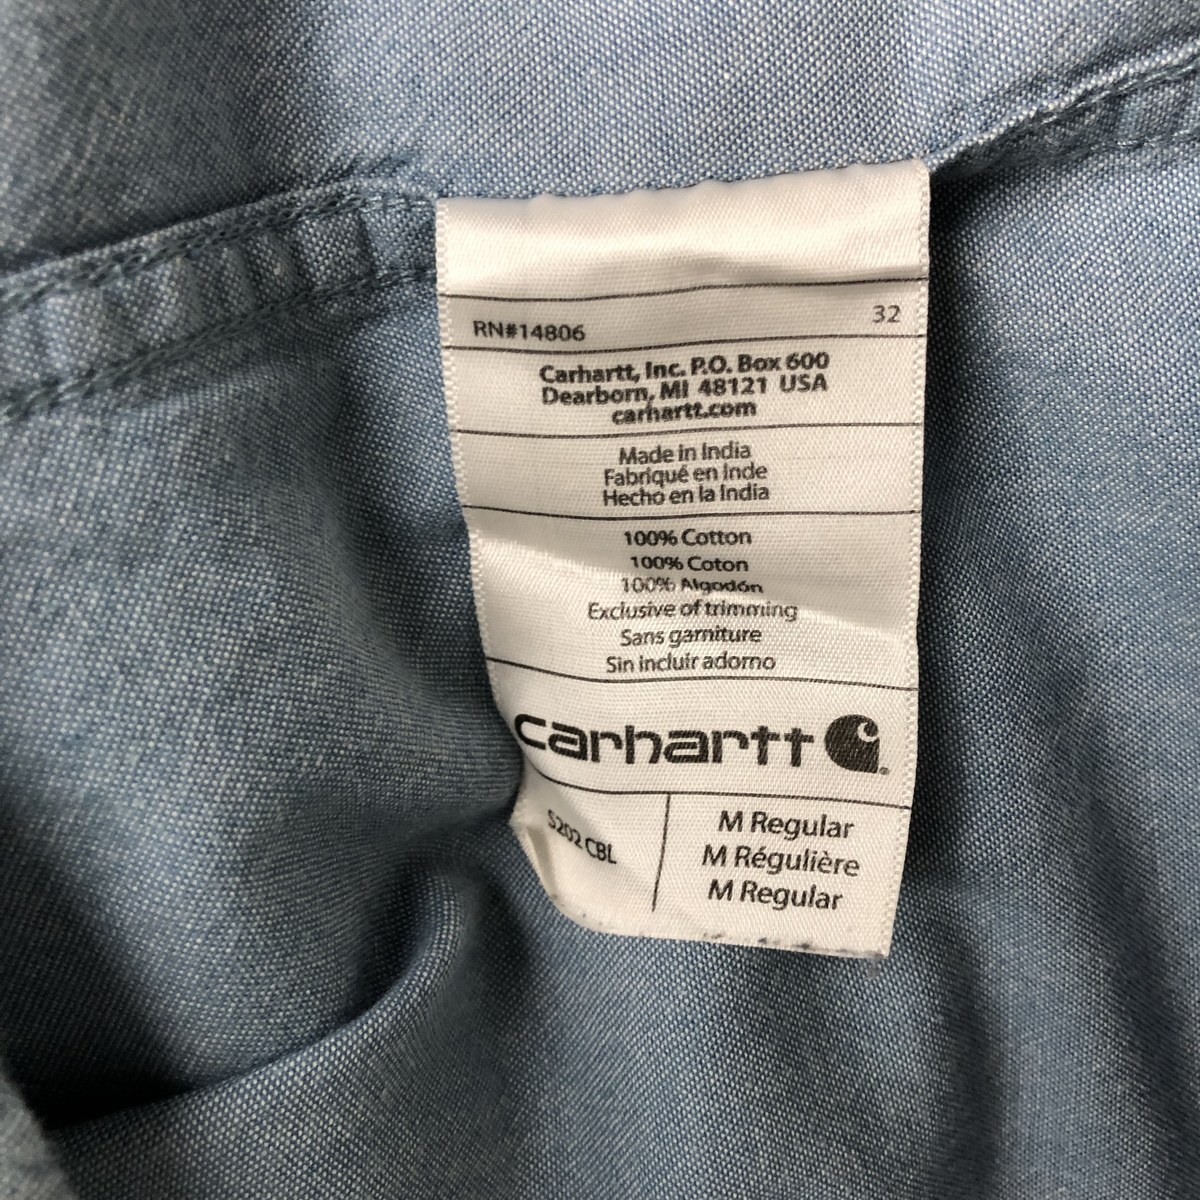 RN#14806 32
Carhartt, Inc. P.O. Box 600
Dearborn, MI 48121 USA
carhartt.com
Made in India
Fabriqué en Inde
Hecho en la India
100% Cotton
100% Coton
100% Algodón
Exclusive of trimming
Sans garniture
Sin incluir adorno
carhartt
S202 CBL
M Regular
M Régulière
M Regular